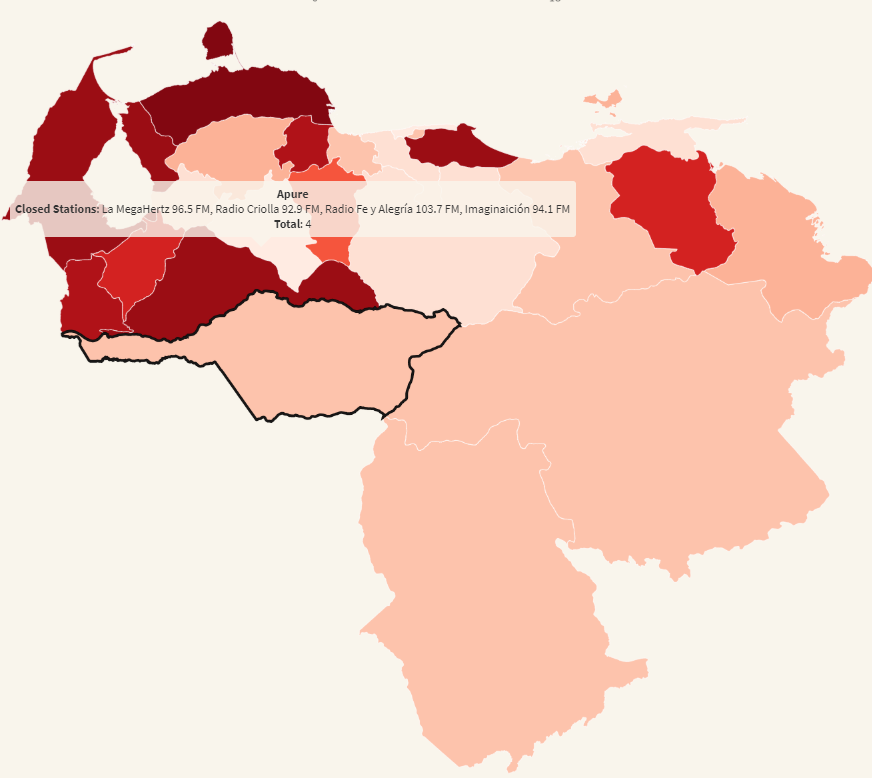 Apure
Closed Stations: La MegaHertz 96.5 FM, Radio Criolla 92.9 FM, Radio Fe y Alegría 103.7 FM, Imaginaición 94.1 FM
Total: 4